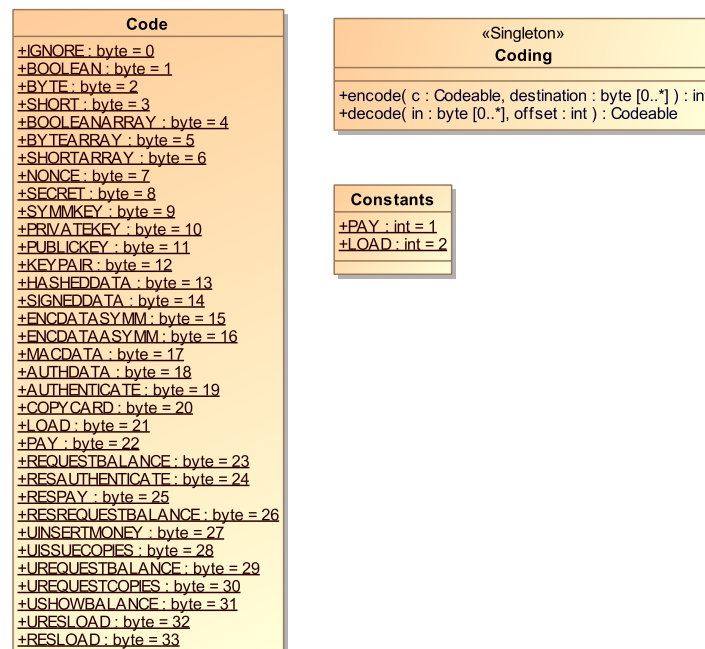 Code
+IGNORE : byte = 0
+BOOLEAN : byte = 1
+BYTE : byte = 2
+SHORT : byte = 3
+BOOLEANARRAY : byte = 4
+BYTEARRAY : byte = 5
+SHORTARRAY : byte = 6
+NONCE : byte = 7
+SECRET : byte = 8
+SYMMKEY : byte = 9
+PRIVATEKEY : byte = 10
+PUBLICKEY : byte = 11
+KEYPAIR : byte = 12
+HASHEDDATA : byte = 13
+SIGNEDDATA : byte = 14
+ENCDATASYMM : byte = 15
+ENCDATAASYMM : byte = 16
+MACDATA : byte = 17
+AUTHDATA : byte = 18
+AUTHENTICATE : byte = 19
+COPYCARD : byte = 20
+LOAD : byte = 21
+PAY : byte = 22
+REQUESTBALANCE : byte = 23
+RESAUTHENTICATE : byte = 24
+RESPAY : byte = 25
+RESREQUESTBALANCE : byte = 26
+UINSERTMONEY : byte = 27
+UISSUECOPIES : byte = 28
+UREQUESTBALANCE : byte = 29
+UREQUESTCOPIES : byte = 30
+USHOWBALANCE : byte = 31
+URESLOAD : byte = 32
+RESLOAD : byte = 33
«Singleton»
Coding
+encode( c : Codeable, destination : byte [0..*] ) : in
+decode( in : byte [0..*], offset : int ) : Codeable
Constants
+PAY : int = 1
+LOAD : int = 2